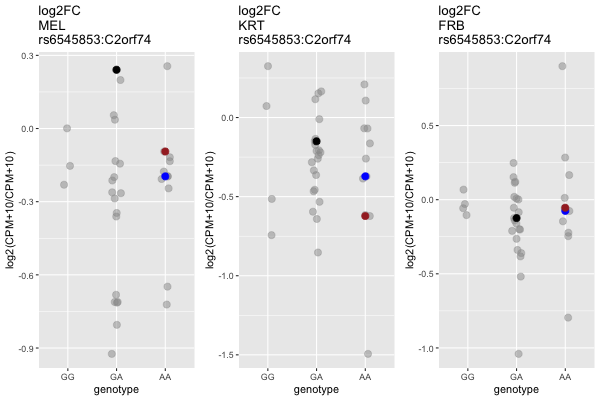 log2FC
MEL
rs6545853:C2orf74
log2(CPM+10/CPM+10)
0.3
0.0
-0.3
-0.6
-0.9
GG GA AA
genotype
log2FC
KRT
rs6545853:C2orf74
log2(CPM+10/CPM+10)
0.0
-0.5
-1.0
-1.5
GG GA AA
genotype
log2FC
FRB
rs6545853:C2orf74
log2(CPM+10/CPM+10)
0.5
0.0
-0.5
-1.0
GG GA AA
genotype